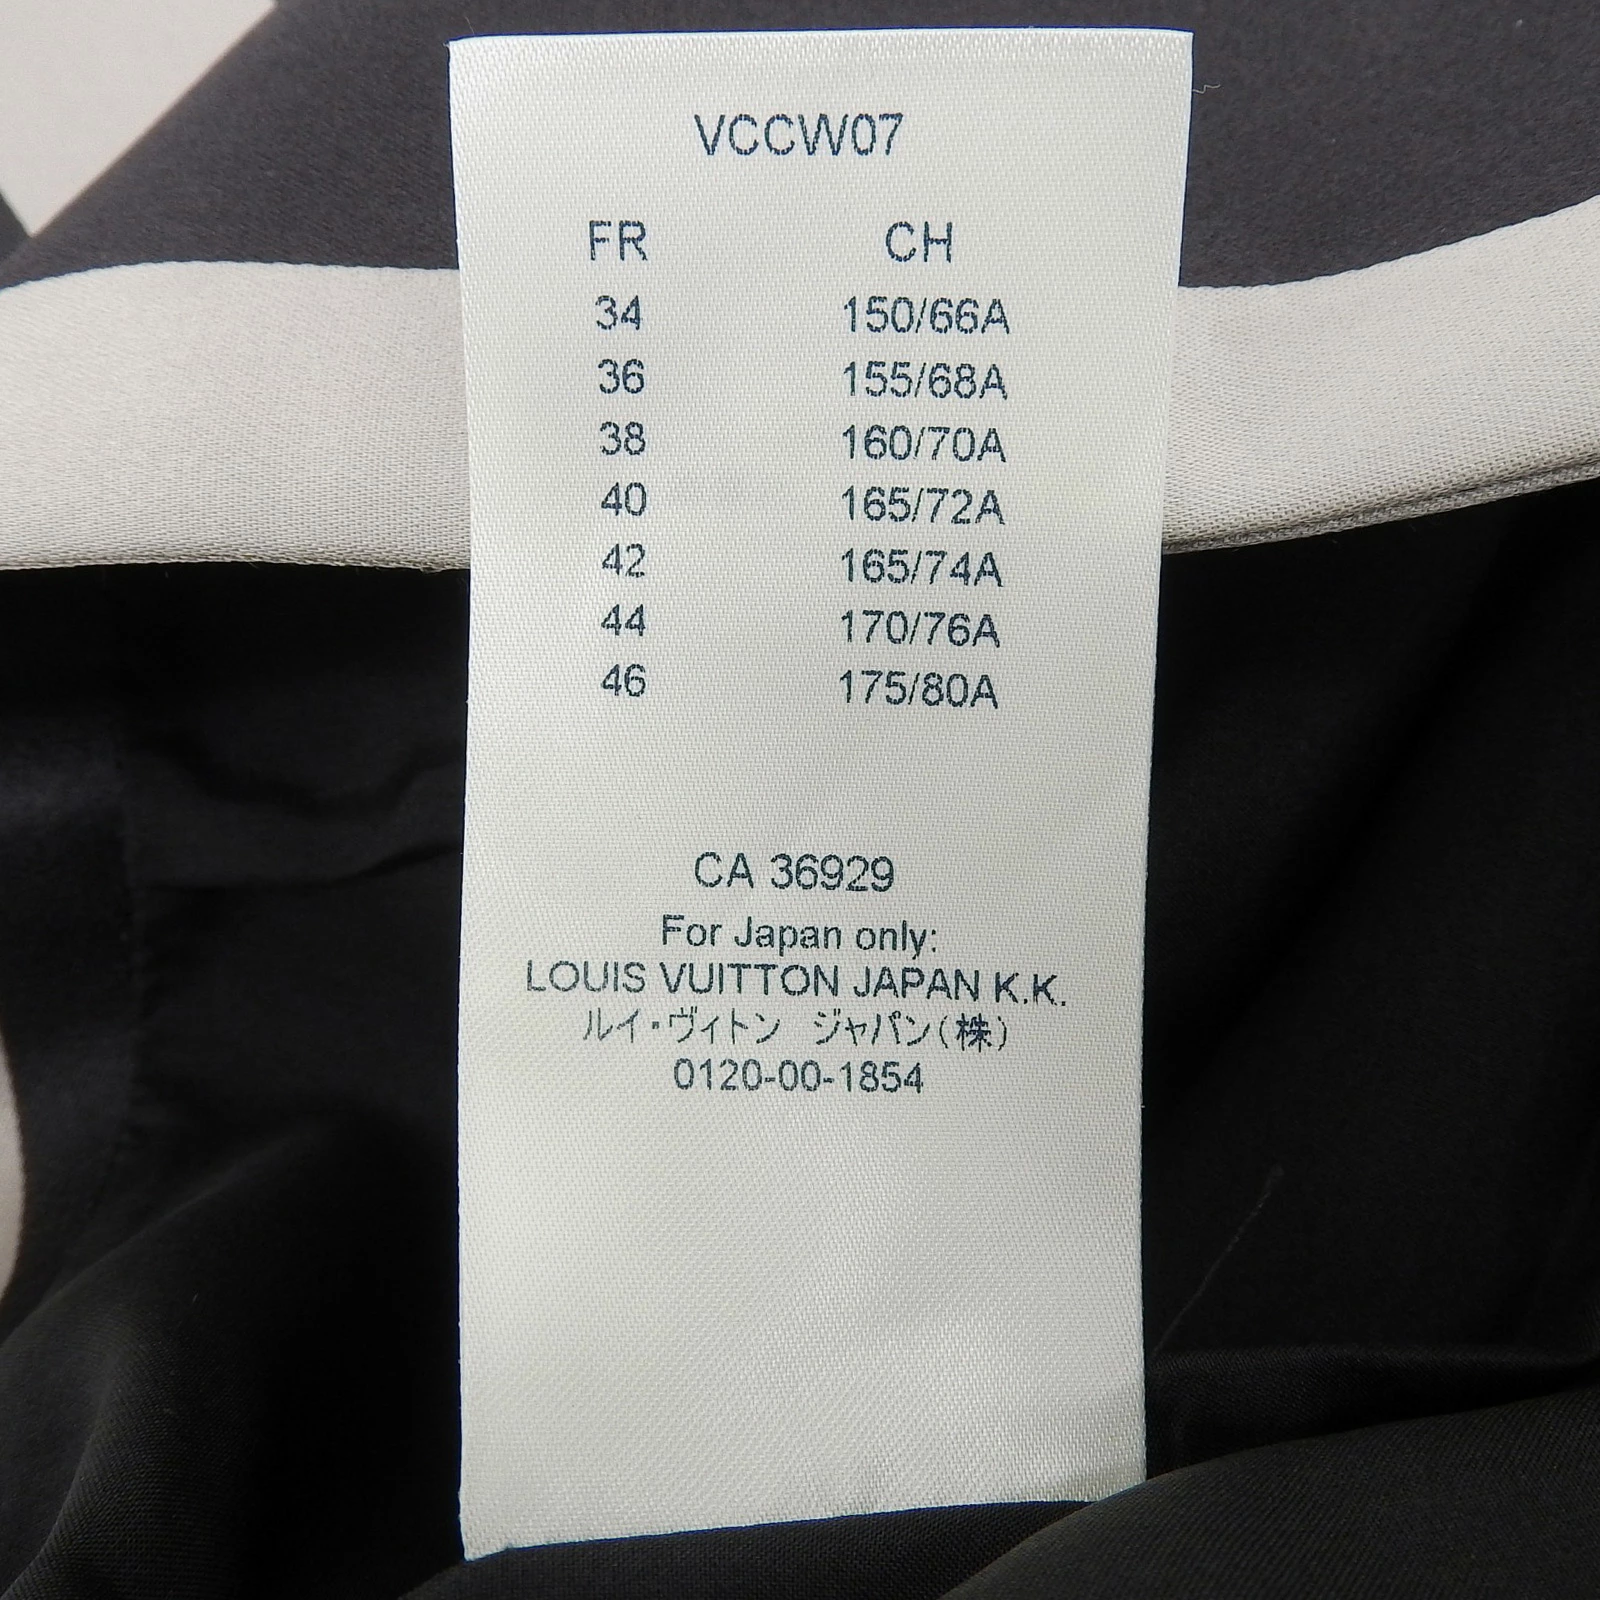 VCCW07
FR CH
34 150/66A
36 155/68A
38 160/70A
40 165/72A
42 165/74A
44 170/76A
46 175/80A
CA 36929
For Japan only:
LOUIS VUITTON JAPAN K.K.
ルイ・ヴィトン ジャパン(株)
0120-00-1854